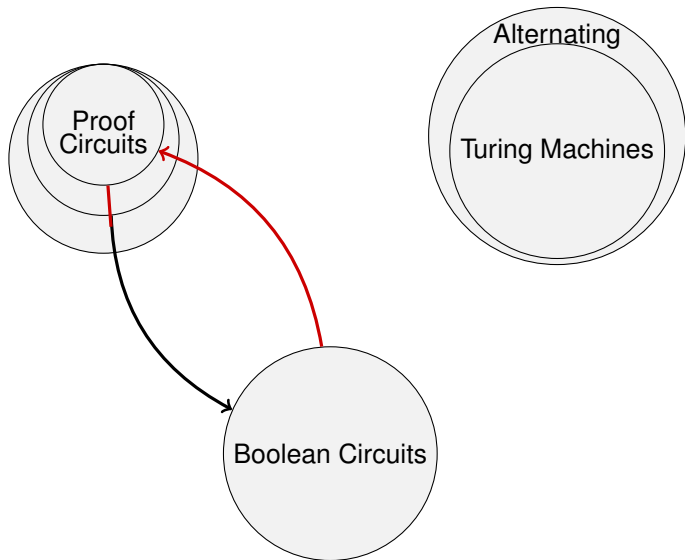 Alternating
Proof
Circuits
Turing Machines
Boolean Circuits